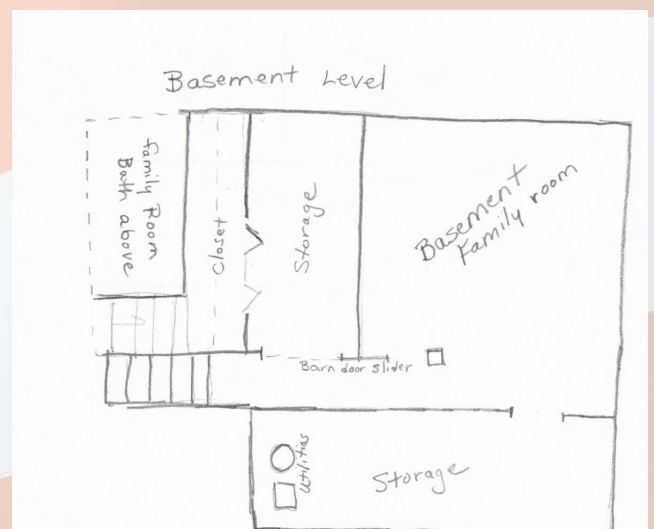 Basement Level
family Room
Bath above
Closet
Storage
Basement
Family room
Barn door slider
Utilities
Storage